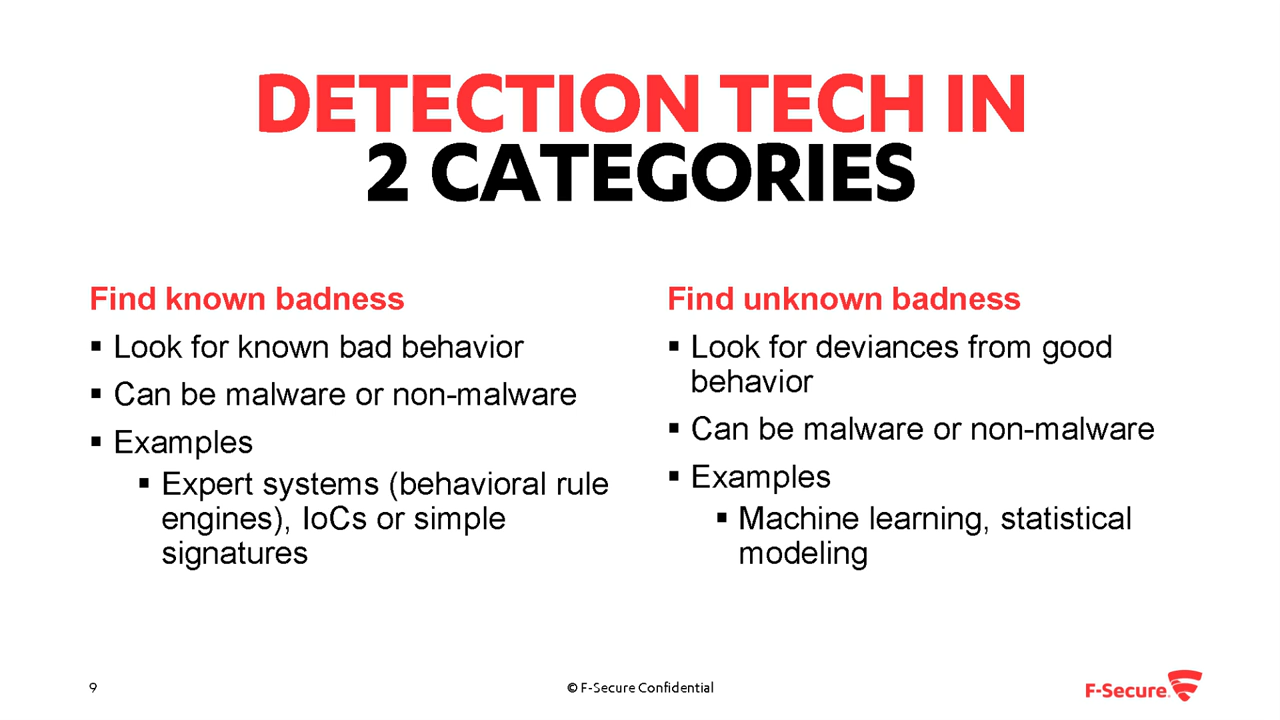 DETECTION TECH IN
2 CATEGORIES
Find known badness
▪ Look for known bad behavior
▪ Can be malware or non-malware
▪ Examples
▪ Expert systems (behavioral rule
engines), IoCs or simple
signatures
Find unknown badness
▪ Look for deviances from good
behavior
▪ Can be malware or non-malware
▪ Examples
▪ Machine learning, statistical
modeling
9
© F-Secure Confidential
F-Secure.